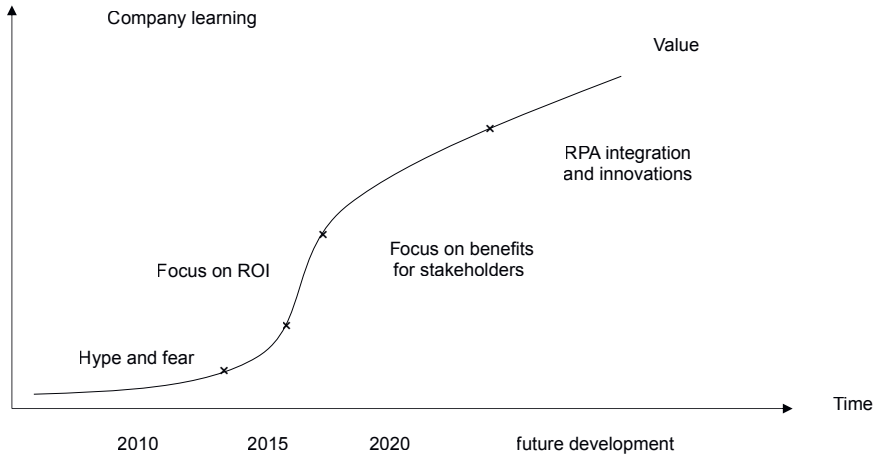 Company learning
Value
RPA integration
and innovations
Focus on benefits
for stakeholders
Focus on ROI
Hype and fear
Time
2010 2015 2020 future development